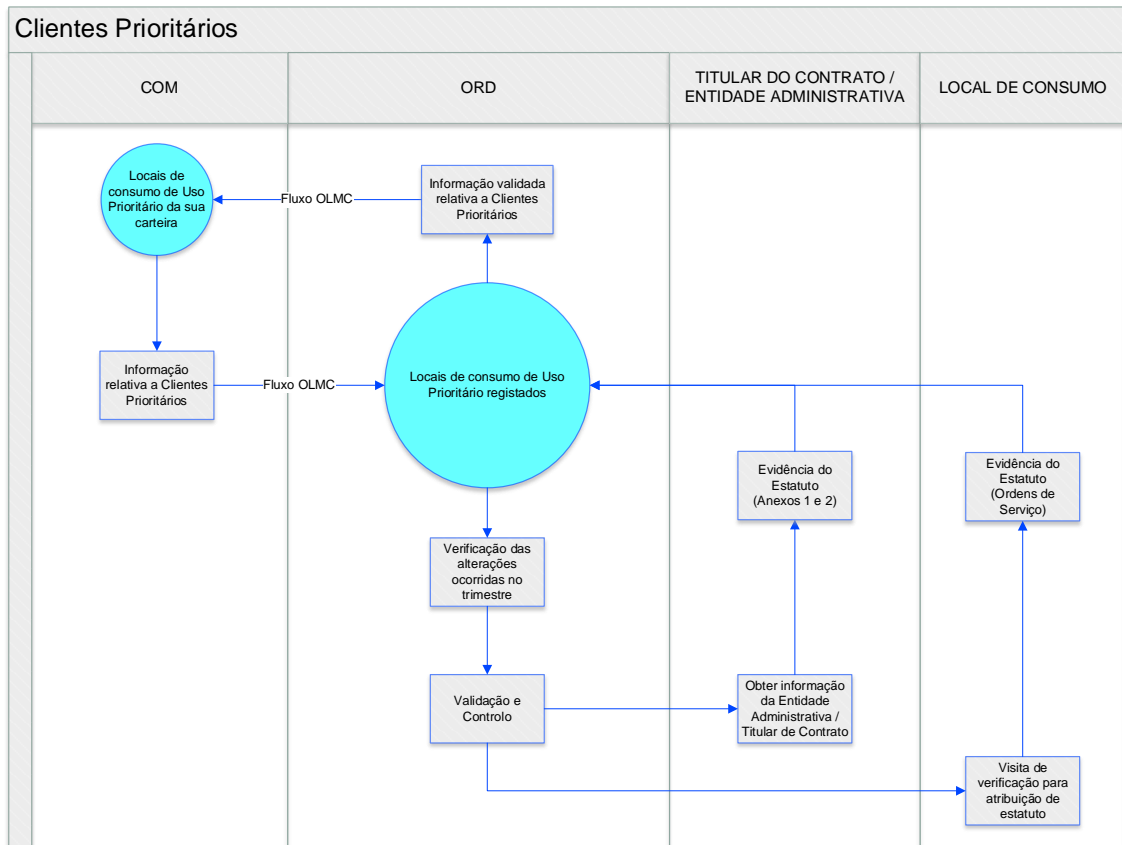 Clientes Prioritários
COM
ORD
TITULAR DO CONTRATO /
ENTIDADE ADMINISTRATIVA
LOCAL DE CONSUMO
Locais de
consumo de Uso
Prioritário da sua
carteira
Fluxo OLMC
Informação validada
relativa a Clientes
Prioritários
Informação
relativa a Clientes
Prioritários
Fluxo OLMC
Locais de consumo de Uso
Prioritário registados
Evidência do
Estatuto
(Anexos 1 e 2)
Evidência do
Estatuto
(Ordens de
Serviço)
Verificação das
alterações
ocorridas no
trimestre
Validação e
Controlo
Obter informação
da Entidade
Administrativa /
Titular de Contrato
Visita de
verificação para
atribuição de
estatuto